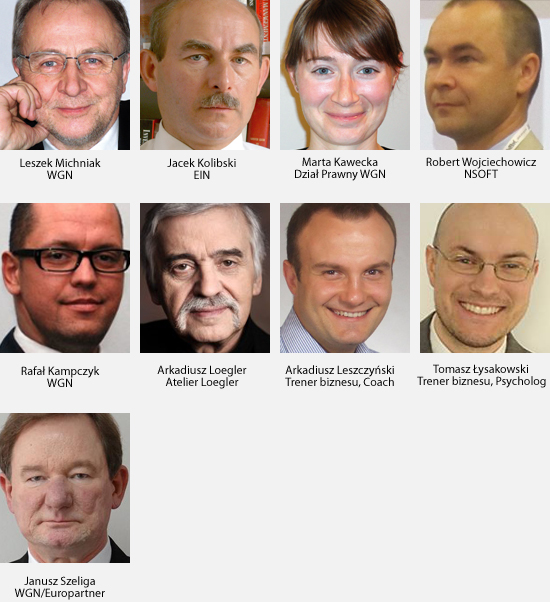 Leszek Michniak
WGN
Jacek Kolibski
EIN
Marta Kawecka
Dział Prawny WGN
Robert Wojciechowicz
NSOFT
Rafał Kampczyk
WGN
Arkadiusz Loegler
Atelier Loegler
Arkadiusz Leszczyński
Trener biznesu, Coach
Tomasz Łysakowski
Trener biznesu, Psycholog
Janusz Szeliga
WGN/Europartner